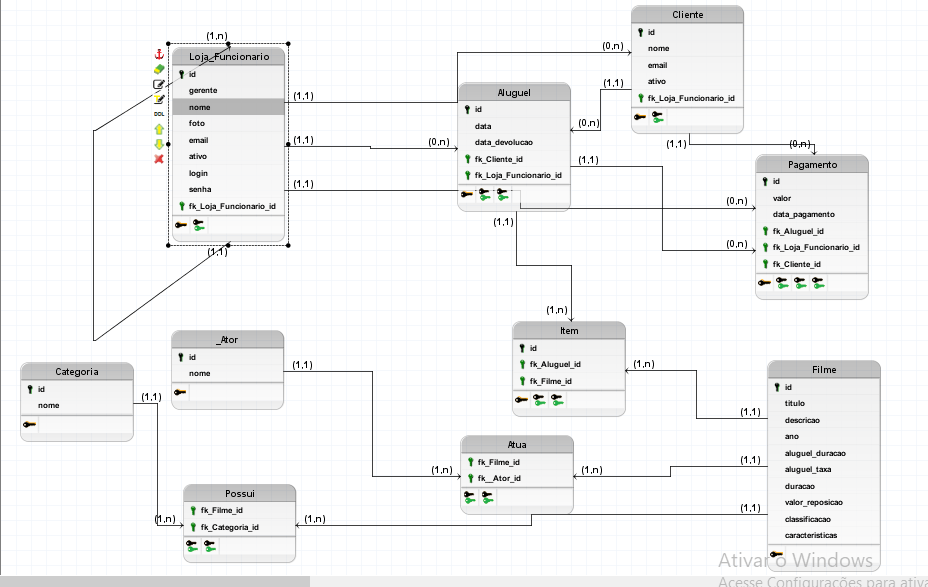 Cliente
id
nome
email
ativo
fk_Loja_Funcionario_id
(1,n)
Loja_Funcionario
id
gerente
nome
foto
email
ativo
login
senha
fk_Loja_Funcionario_id
DDL
(1,1)
(0,n)
(1,1)
(0,n)
(1,1)
(1,1)
(0,n)
Aluguel
id
data
data_devolucao
fk_Cliente_id
fk_Loja_Funcionario_id
(1,1)
(0,n)
(1,1)
(0,n)
(0,n)
Pagamento
id
valor
data_pagamento
fk_Aluguel_id
fk_Loja_Funcionario_id
fk_Cliente_id
(1,1)
(1,1)
(1,n)
Item
id
fk_Aluguel_id
fk_Filme_id
(1,n)
_Ator
id
nome
(1,1)
Categoria
id
nome
(1,1)
Filme
id
titulo
descricao
ano
aluguel_duracao
aluguel_taxa
duracao
valor_reposicao
classificacao
caracteristicas
(1,1)
(1,1)
(1,1)
Atua
fk_Filme_id
fk__Ator_id
(1,n)
(1,n)
Possui
fk_Filme_id
fk_Categoria_id
(1,n)
(1,n)
Ativar o Windows
Acesse Configurações para ativa